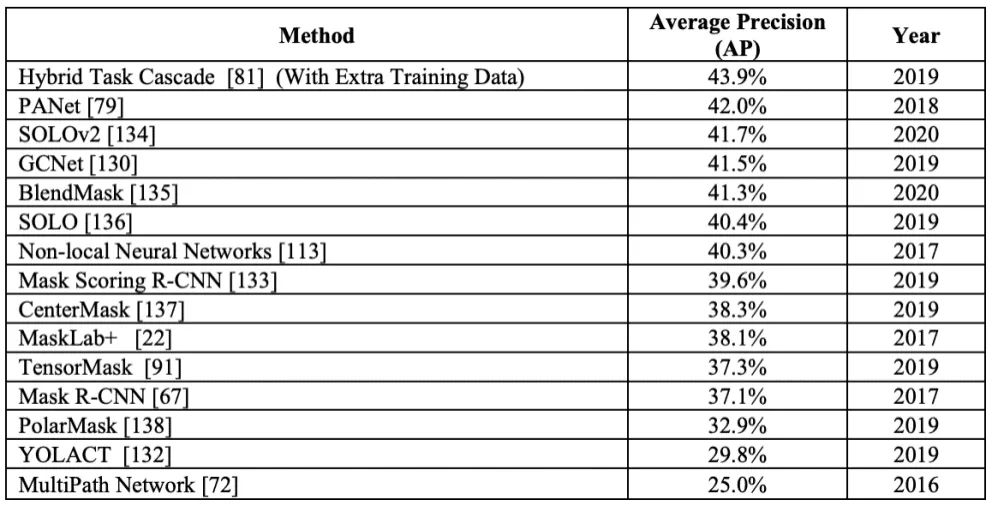 Method Average Precision (AP) Year
Hybrid Task Cascade [81] (With Extra Training Data) 43.9% 2019
PANet [79] 42.0% 2018
SOLOv2 [134] 41.7% 2020
GCNet [130] 41.5% 2019
BlendMask [135] 41.3% 2020
SOLO [136] 40.4% 2019
Non-local Neural Networks [113] 40.3% 2017
Mask Scoring R-CNN [133] 39.6% 2019
CenterMask [137] 38.3% 2019
MaskLab+ [22] 38.1% 2017
TensorMask [91] 37.3% 2019
Mask R-CNN [67] 37.1% 2017
PolarMask [138] 32.9% 2019
YOLACT [132] 29.8% 2019
MultiPath Network [72] 25.0% 2016